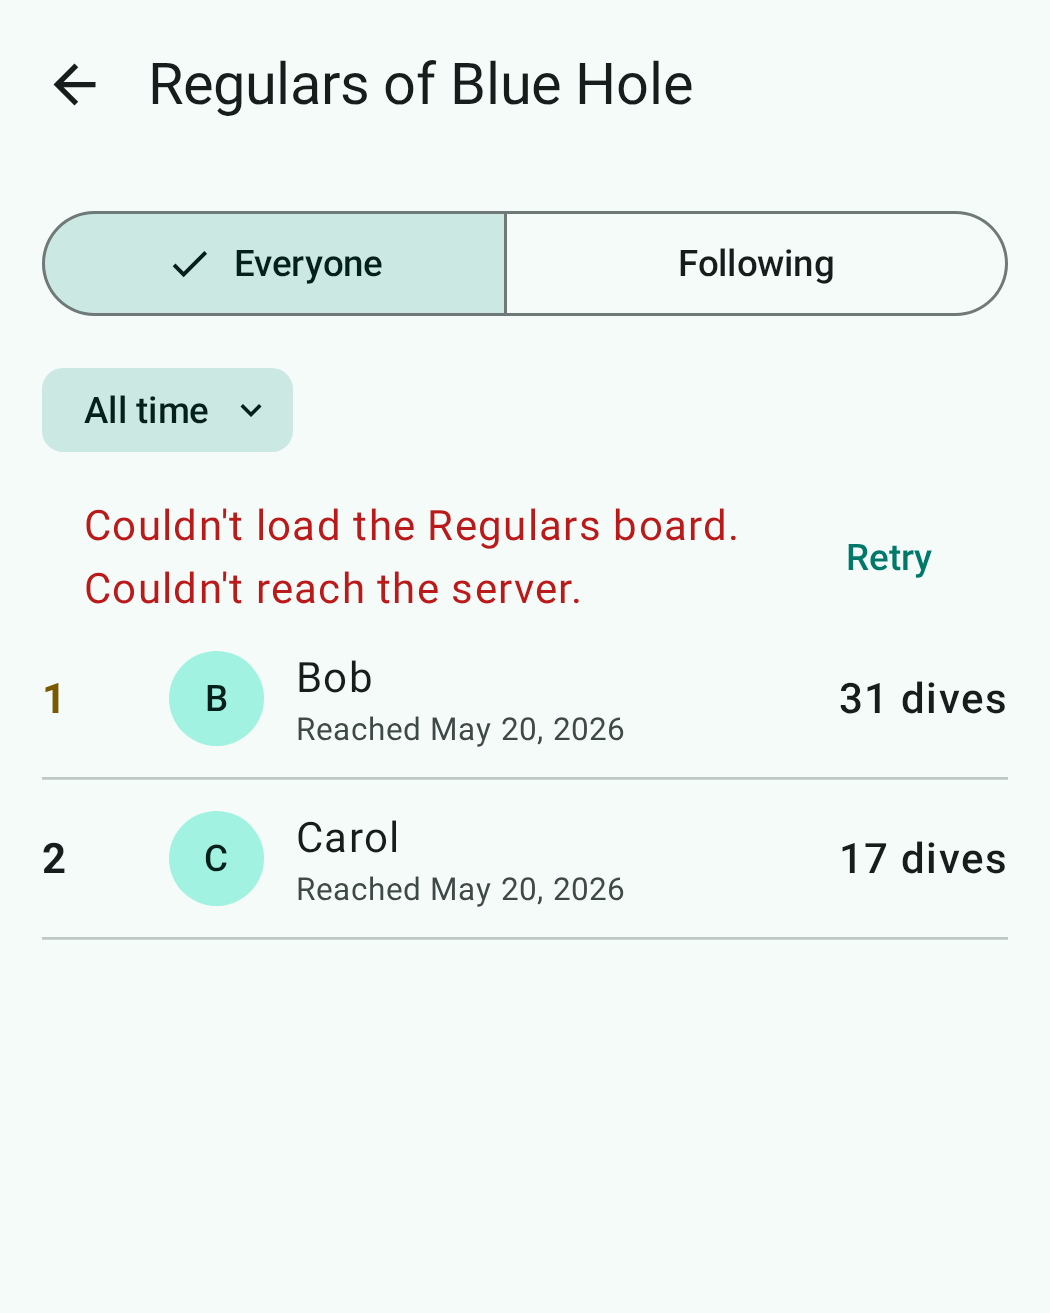 Regulars of Blue Hole
Everyone
Following
All time
Couldn't load the Regulars board.
Couldn't reach the server.
Retry
1
B
Bob
Reached May 20, 2026
31 dives
2
C
Carol
Reached May 20, 2026
17 dives